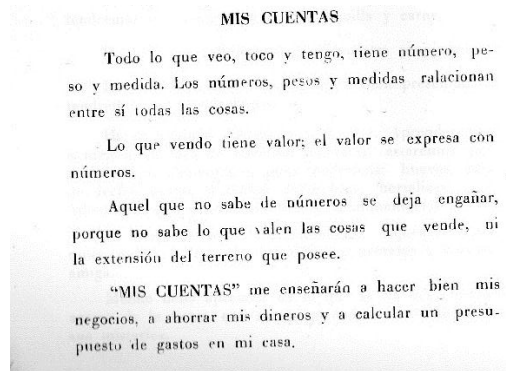 MIS CUENTAS
Todo lo que veo, toco y tengo, tiene número, pe-
so y medida. Los números, pesos y medidas ralacionan
entre sí todas las cosas.
Lo que vendo tiene valor; el valor se expresa con
números.
Aquel que no sabe de números se deja engañar,
porque no sabe lo que valen las cosas que vende, ni
la extensión del terreno que posee.
"MIS CUENTAS" me enseñarán a hacer bien mis
negocios, a ahorrar mis dineros y a calcular un presu-
puesto de gastos en mi casa.